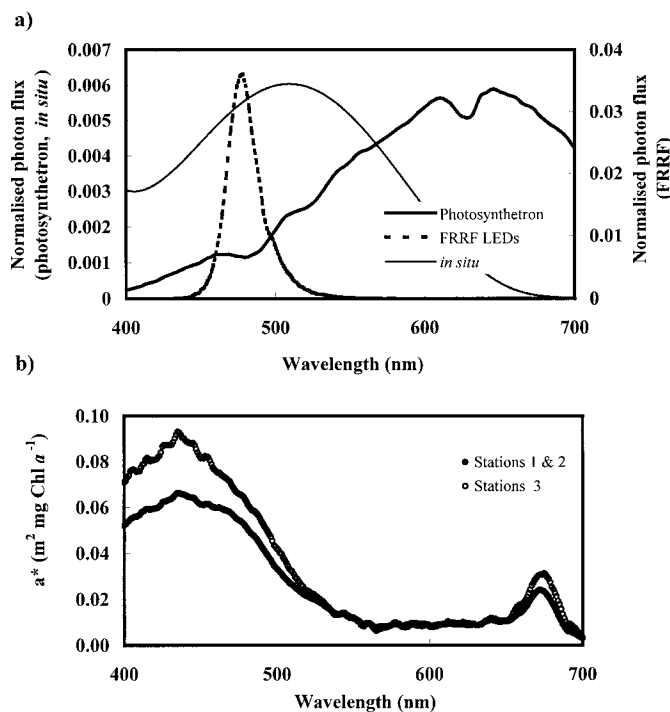 a)
Normalised photon flux
(photosynthetron, in situ)
0.007
0.006
0.005
0.004
0.003
0.002
0.001
0
0.04
0.03
0.02
0.01
0
Normalised photon flux
(FRRF)
Photosynthetron
FRRF LEDs
in situ
400
500
600
700
Wavelength (nm)
b)
a* (m² mg Chl a⁻¹)
0.10
0.08
0.06
0.04
0.02
0.00
Stations 1 & 2
Stations 3
400
500
600
700
Wavelength (nm)